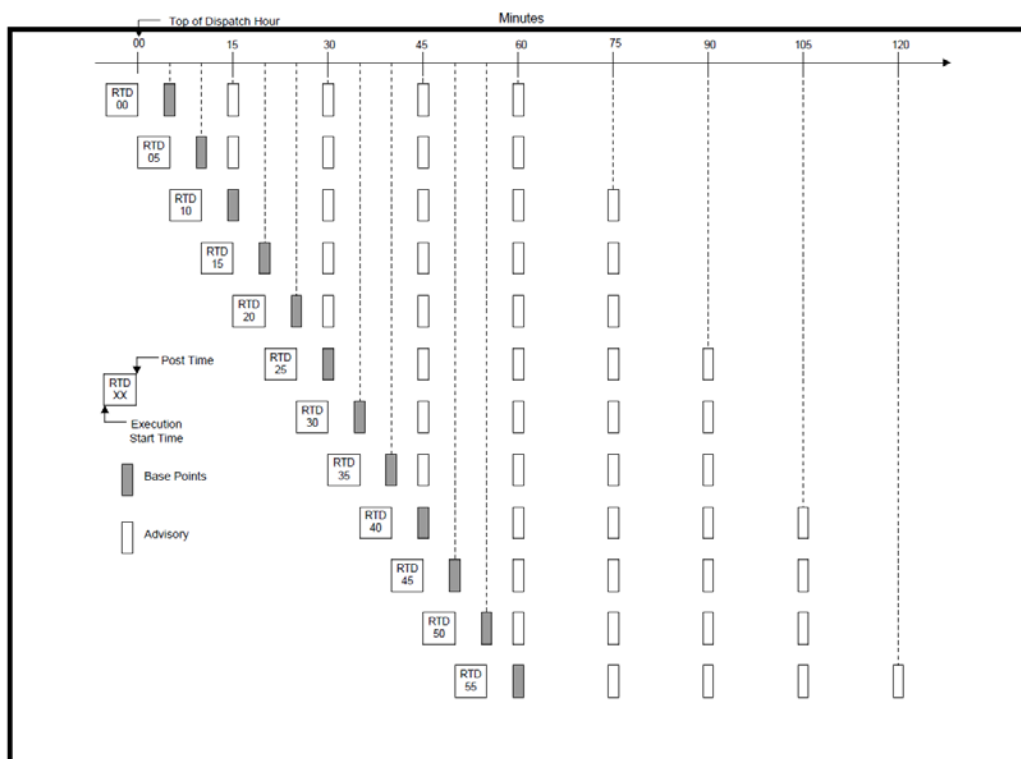 Minutes
Top of Dispatch Hour
00 15 30 45 60 75 90 105 120
RTD
00
RTD
05
RTD
10
RTD
15
RTD
20
RTD
25
RTD
30
RTD
35
RTD
40
RTD
45
RTD
50
RTD
55
Post Time
RTD
XX
Execution
Start Time
Base Points
Advisory